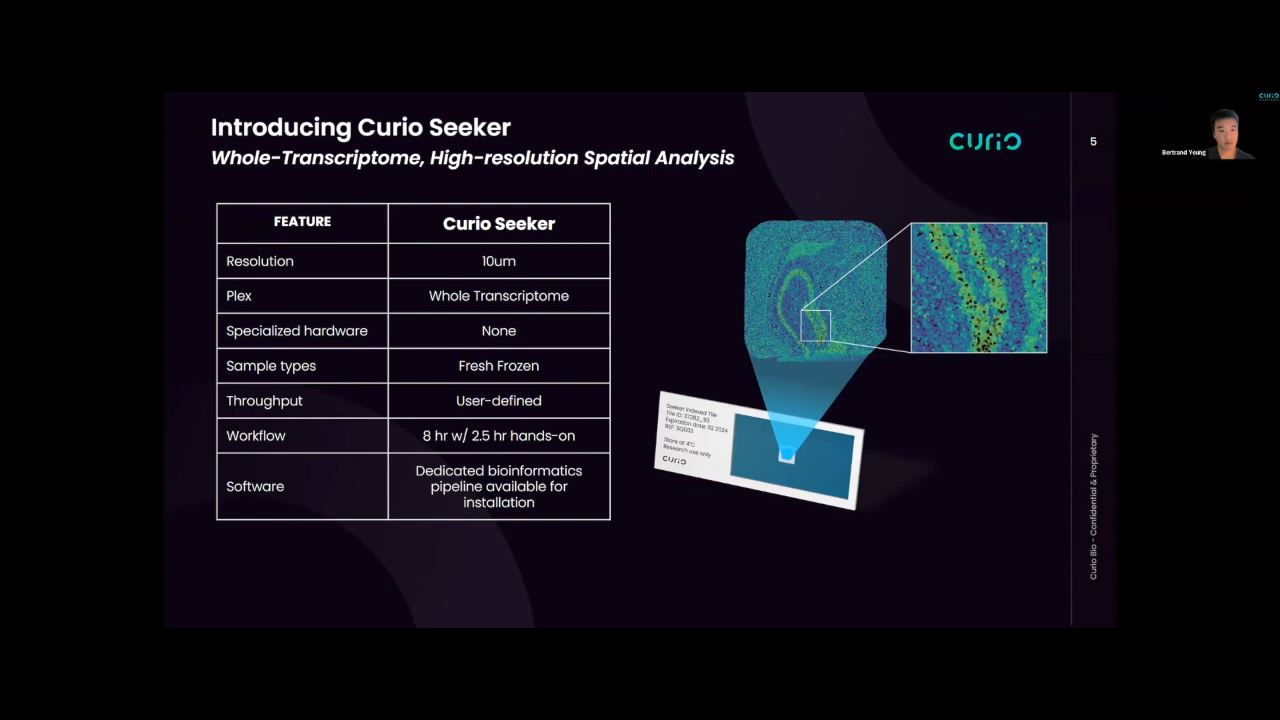 Introducing Curio Seeker
Whole-Transcriptome, High-resolution Spatial Analysis
CURIO
5
FEATURE
Curio Seeker
Resolution
10um
Plex
Whole Transcriptome
Specialized hardware
None
Sample types
Fresh Frozen
Throughput
User-defined
Workflow
8 hr w/ 2.5 hr hands-on
Software
Dedicated bioinformatics
pipeline available for
installation
Seeker Indexed Tile
Tile ID: 37282_93
Expiration date: 02 2024
REF: SQ002
Store at 4°C
Research use only
CURIO
Curio Bio - Confidential & Proprietary
CURIO
Bertrand Yeung